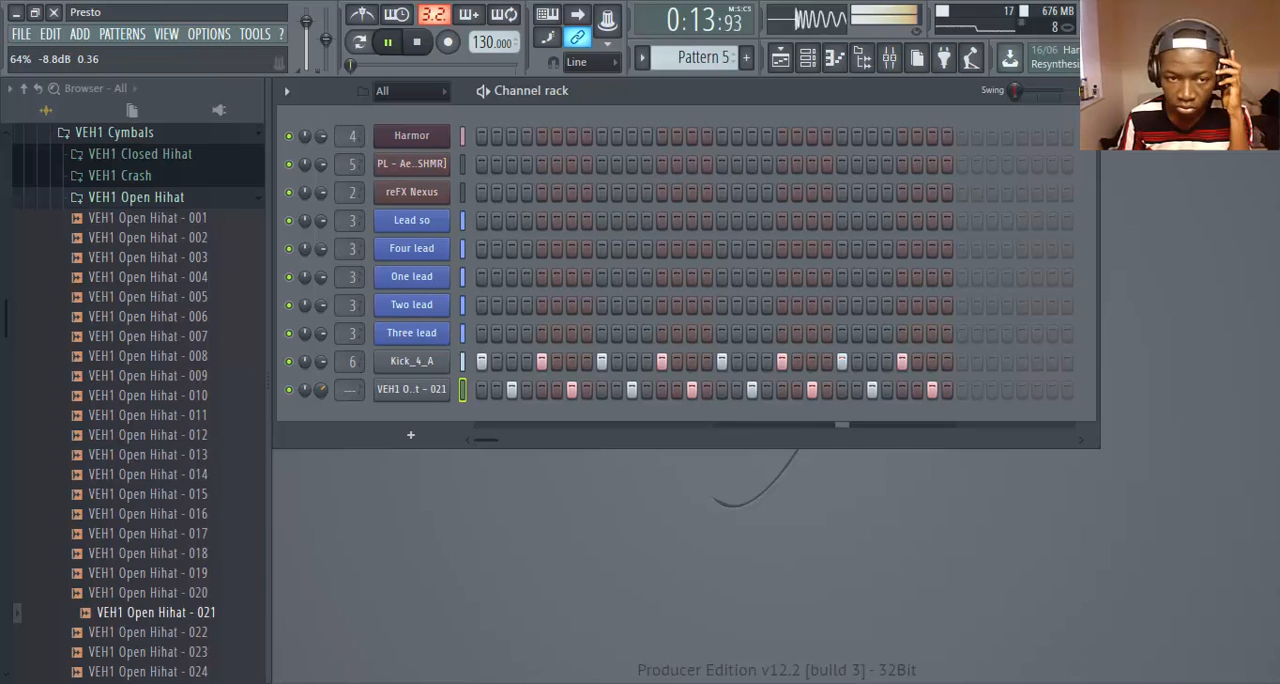 Presto
FILE EDIT ADD PATTERNS VIEW OPTIONS TOOLS ?
64% -8.8dB 0.36
3.2.
130.000
0:13:93
M:S:CS
Line
Pattern 5
17
676 MB
8
16/06 Har
Resynthesi
Browser - All
VEH1 Cymbals
VEH1 Closed Hihat
VEH1 Crash
VEH1 Open Hihat
VEH1 Open Hihat - 001
VEH1 Open Hihat - 002
VEH1 Open Hihat - 003
VEH1 Open Hihat - 004
VEH1 Open Hihat - 005
VEH1 Open Hihat - 006
VEH1 Open Hihat - 007
VEH1 Open Hihat - 008
VEH1 Open Hihat - 009
VEH1 Open Hihat - 010
VEH1 Open Hihat - 011
VEH1 Open Hihat - 012
VEH1 Open Hihat - 013
VEH1 Open Hihat - 014
VEH1 Open Hihat - 015
VEH1 Open Hihat - 016
VEH1 Open Hihat - 017
VEH1 Open Hihat - 018
VEH1 Open Hihat - 019
VEH1 Open Hihat - 020
VEH1 Open Hihat - 021
VEH1 Open Hihat - 022
VEH1 Open Hihat - 023
VEH1 Open Hihat - 024
All
Channel rack
Swing
4 Harmor
5 PL - Ae..SHMR]
2 reFX Nexus
3 Lead so
3 Four lead
3 One lead
3 Two lead
3 Three lead
6 Kick_4_A
--- VEH1 O..t - 021
+
Producer Edition v12.2 [build 3] - 32Bit